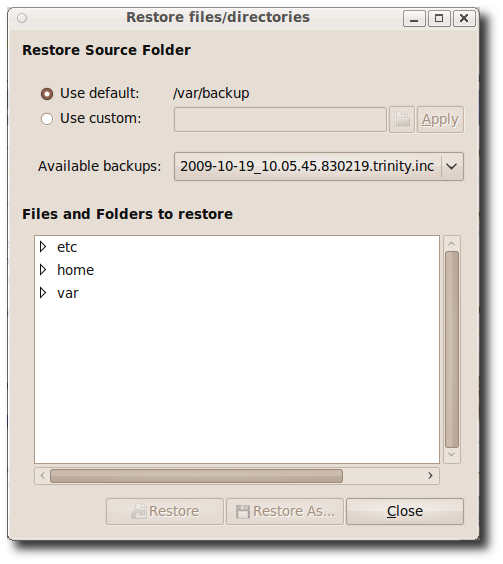 Restore files/directories
Restore Source Folder
Use default: /var/backup
Use custom: Apply
Available backups: 2009-10-19_10.05.45.830219.trinity.inc
Files and Folders to restore
etc
home
var
Restore Restore As... Close